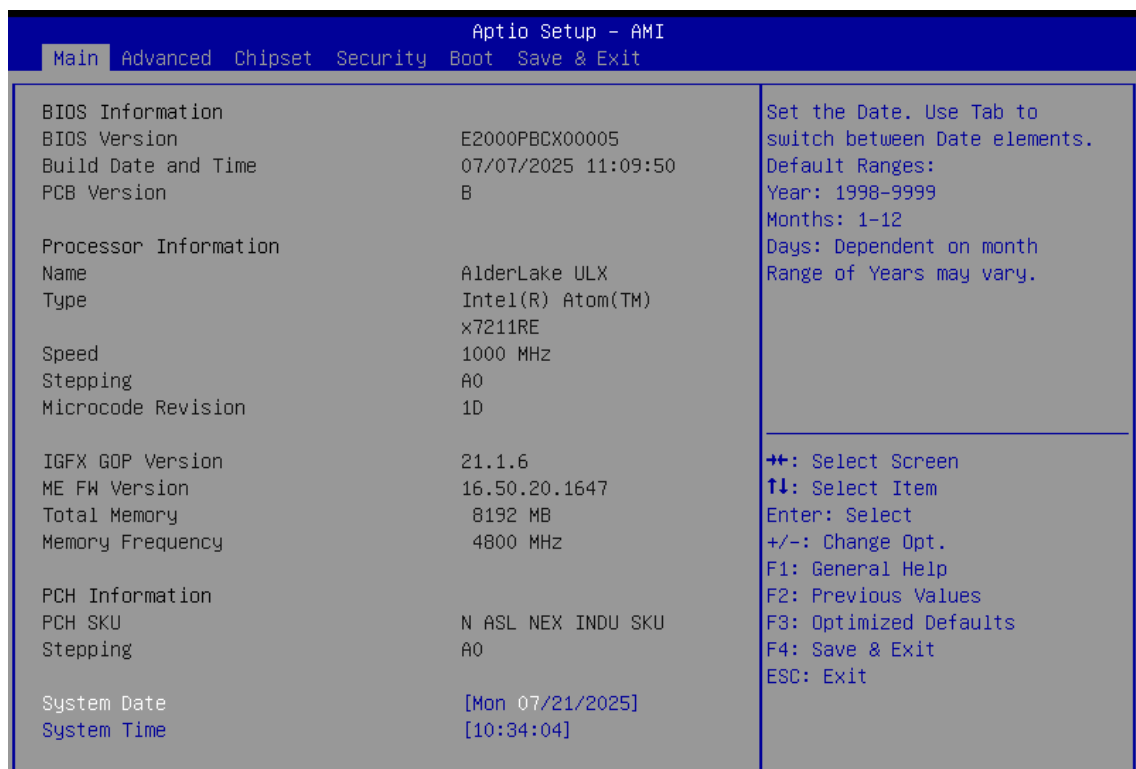 Aptio Setup - AMI
Main Advanced Chipset Security Boot Save & Exit
BIOS Information
BIOS Version E2000PBCX00005
Build Date and Time 07/07/2025 11:09:50
PCB Version B
Processor Information
Name AlderLake ULX
Type Intel(R) Atom(TM)
x7211RE
Speed 1000 MHz
Stepping A0
Microcode Revision 1D
IGFX GOP Version 21.1.6
ME FW Version 16.50.20.1647
Total Memory 8192 MB
Memory Frequency 4800 MHz
PCH Information
PCH SKU N ASL NEX INDU SKU
Stepping A0
System Date [Mon 07/21/2025]
System Time [10:34:04]
Set the Date. Use Tab to
switch between Date elements.
Default Ranges:
Year: 1998-9999
Months: 1-12
Days: Dependent on month
Range of Years may vary.
→←: Select Screen
↑↓: Select Item
Enter: Select
+/-: Change Opt.
F1: General Help
F2: Previous Values
F3: Optimized Defaults
F4: Save & Exit
ESC: Exit